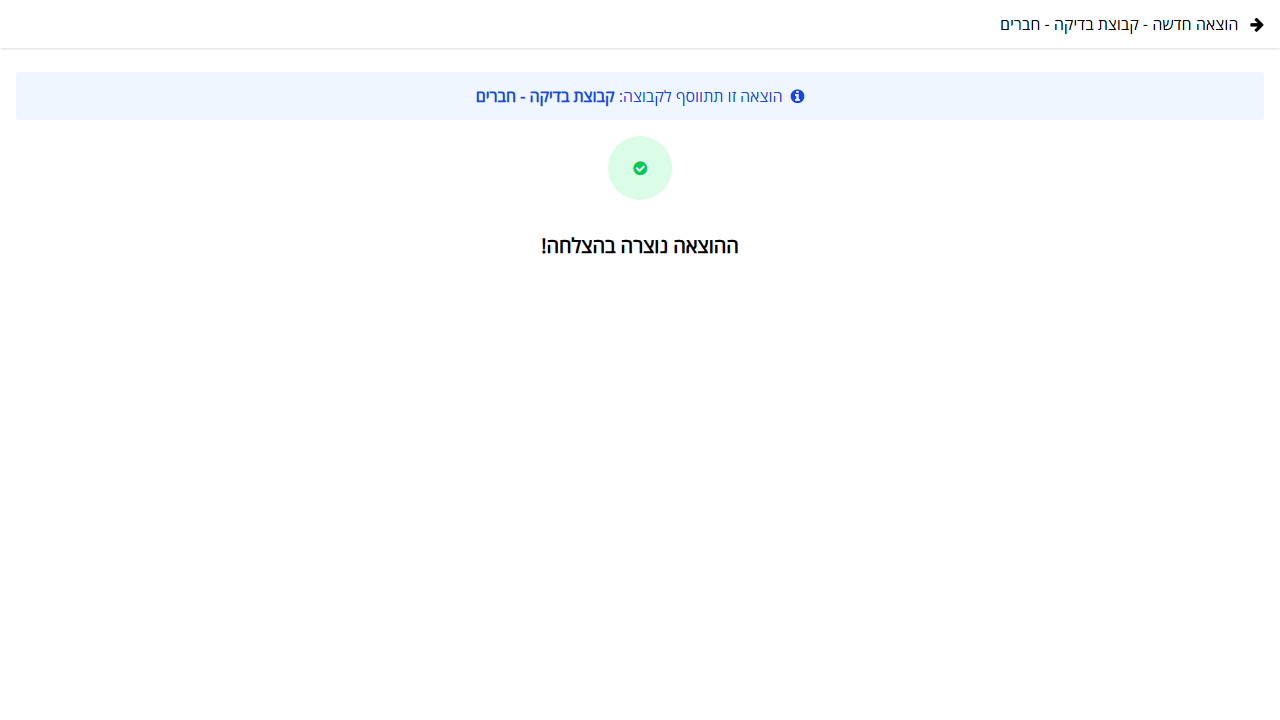 הוצאה חדשה - קבוצת בדיקה - חברים
הוצאה זו תתווסף לקבוצה: קבוצת בדיקה - חברים
ההוצאה נוצרה בהצלחה!